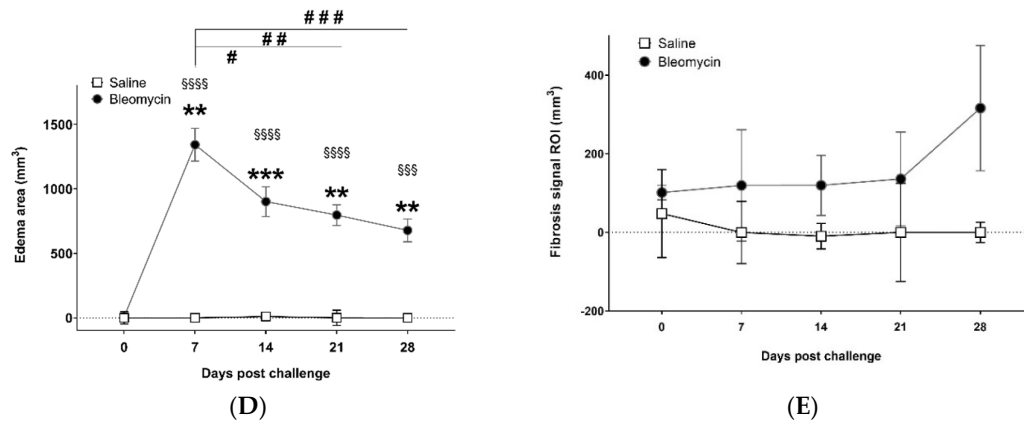 # # #
# #
#
Saline
Bleomycin
§§§§
**
§§§§
***
§§§§
**
§§§
**
Edema area (mm³)
1500
1000
500
0
0 7 14 21 28
Days post challenge
(D)
Saline
Bleomycin
Fibrosis signal ROI (mm³)
400
200
0
-200
0 7 14 21 28
Days post challenge
(E)